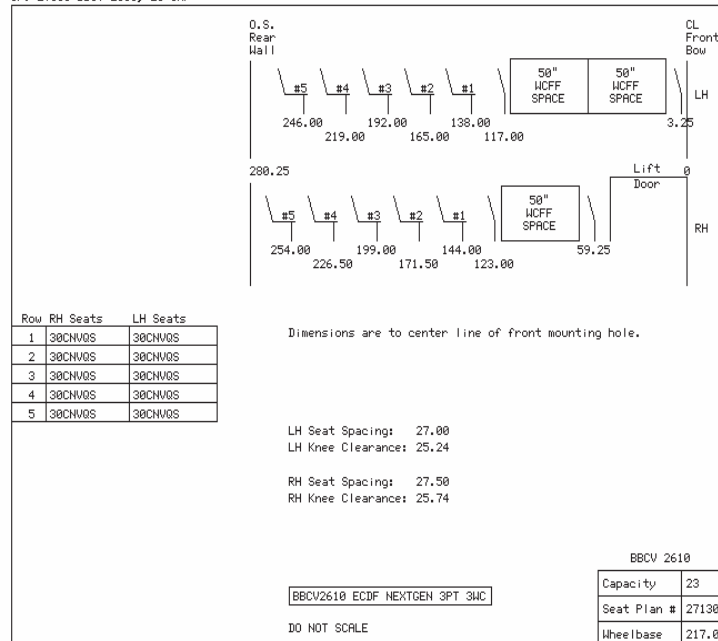 O.S.
Rear
Wall
CL
Front
Bow
50"
WCFF
SPACE
50"
WCFF
SPACE
#5 #4 #3 #2 #1
LH
246.00 192.00 138.00 3.25
219.00 165.00 117.00
280.25
Lift 0
Door
50"
WCFF
SPACE
#5 #4 #3 #2 #1
RH
254.00 199.00 144.00 59.25
226.50 171.50 123.00
Row RH Seats LH Seats
1 30CNVQS 30CNVQS
2 30CNVQS 30CNVQS
3 30CNVQS 30CNVQS
4 30CNVQS 30CNVQS
5 30CNVQS 30CNVQS
Dimensions are to center line of front mounting hole.
LH Seat Spacing: 27.00
LH Knee Clearance: 25.24
RH Seat Spacing: 27.50
RH Knee Clearance: 25.74
BBCV 2610
Capacity 23
Seat Plan # 27130
Wheelbase 217.0
BBCV2610 ECDF NEXTGEN 3PT 3WC
DO NOT SCALE